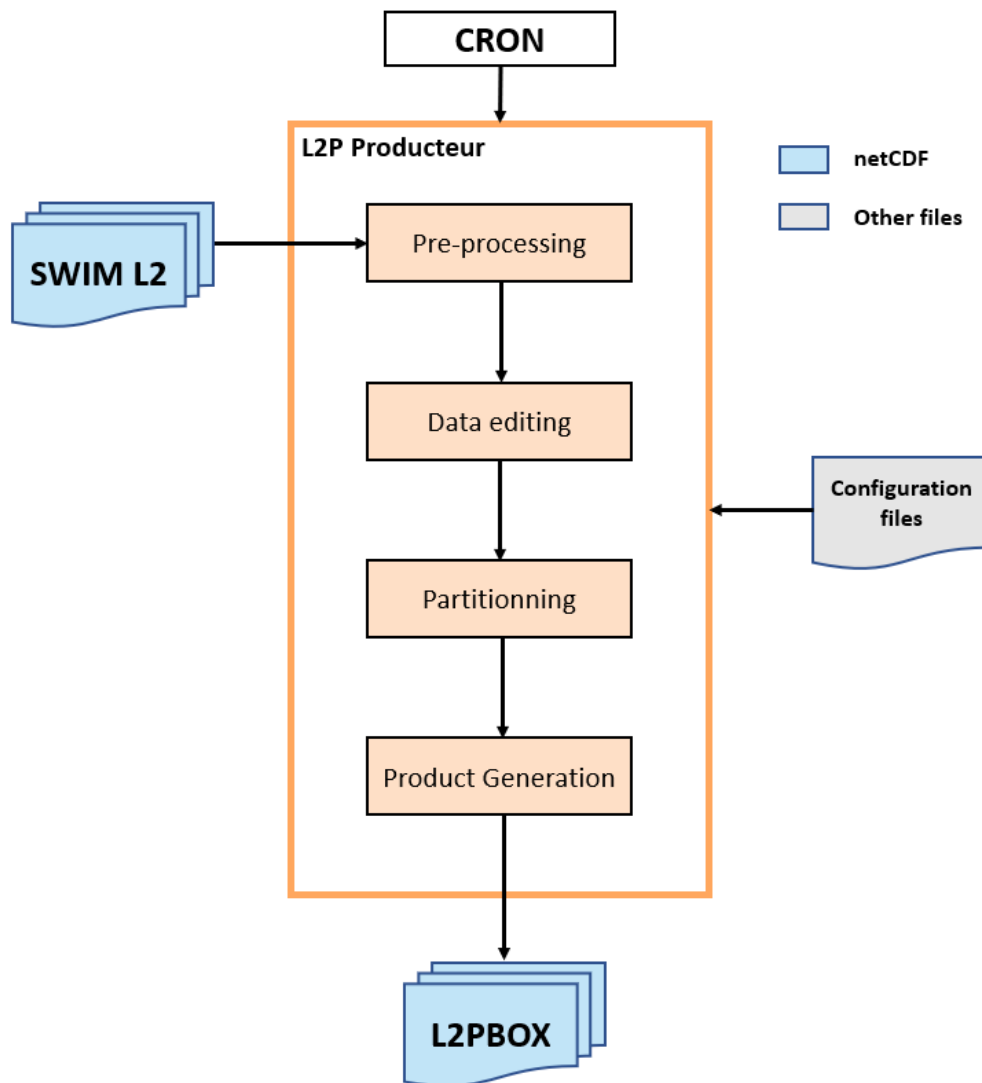 CRON
L2P Producteur
netCDF
Other files
SWIM L2
Pre-processing
Data editing
Configuration
files
Partitionning
Product Generation
L2PBOX